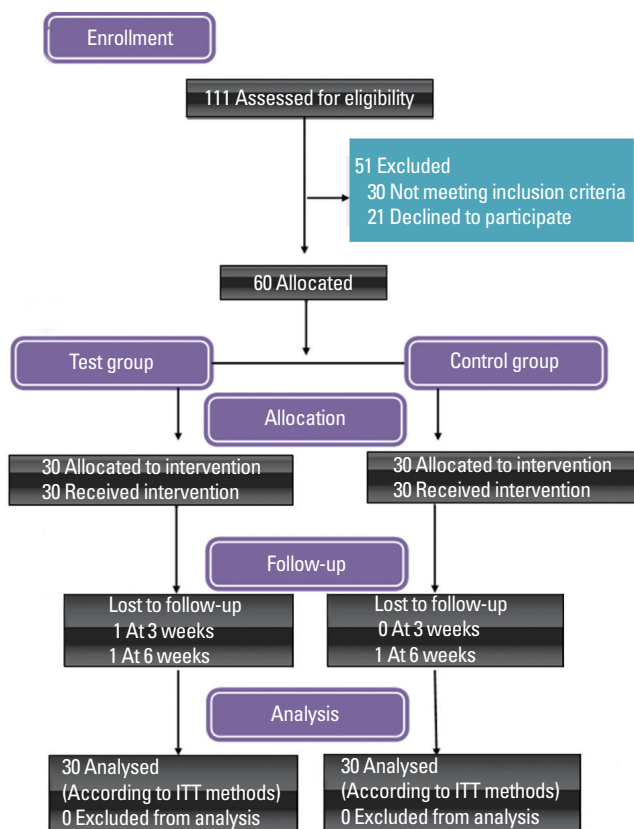 Enrollment
111 Assessed for eligibility
51 Excluded
30 Not meeting inclusion criteria
21 Declined to participate
60 Allocated
Test group
Control group
Allocation
30 Allocated to intervention
30 Received intervention
30 Allocated to intervention
30 Received intervention
Follow-up
Lost to follow-up
1 At 3 weeks
1 At 6 weeks
Lost to follow-up
0 At 3 weeks
1 At 6 weeks
Analysis
30 Analysed
(According to ITT methods)
0 Excluded from analysis
30 Analysed
(According to ITT methods)
0 Excluded from analysis